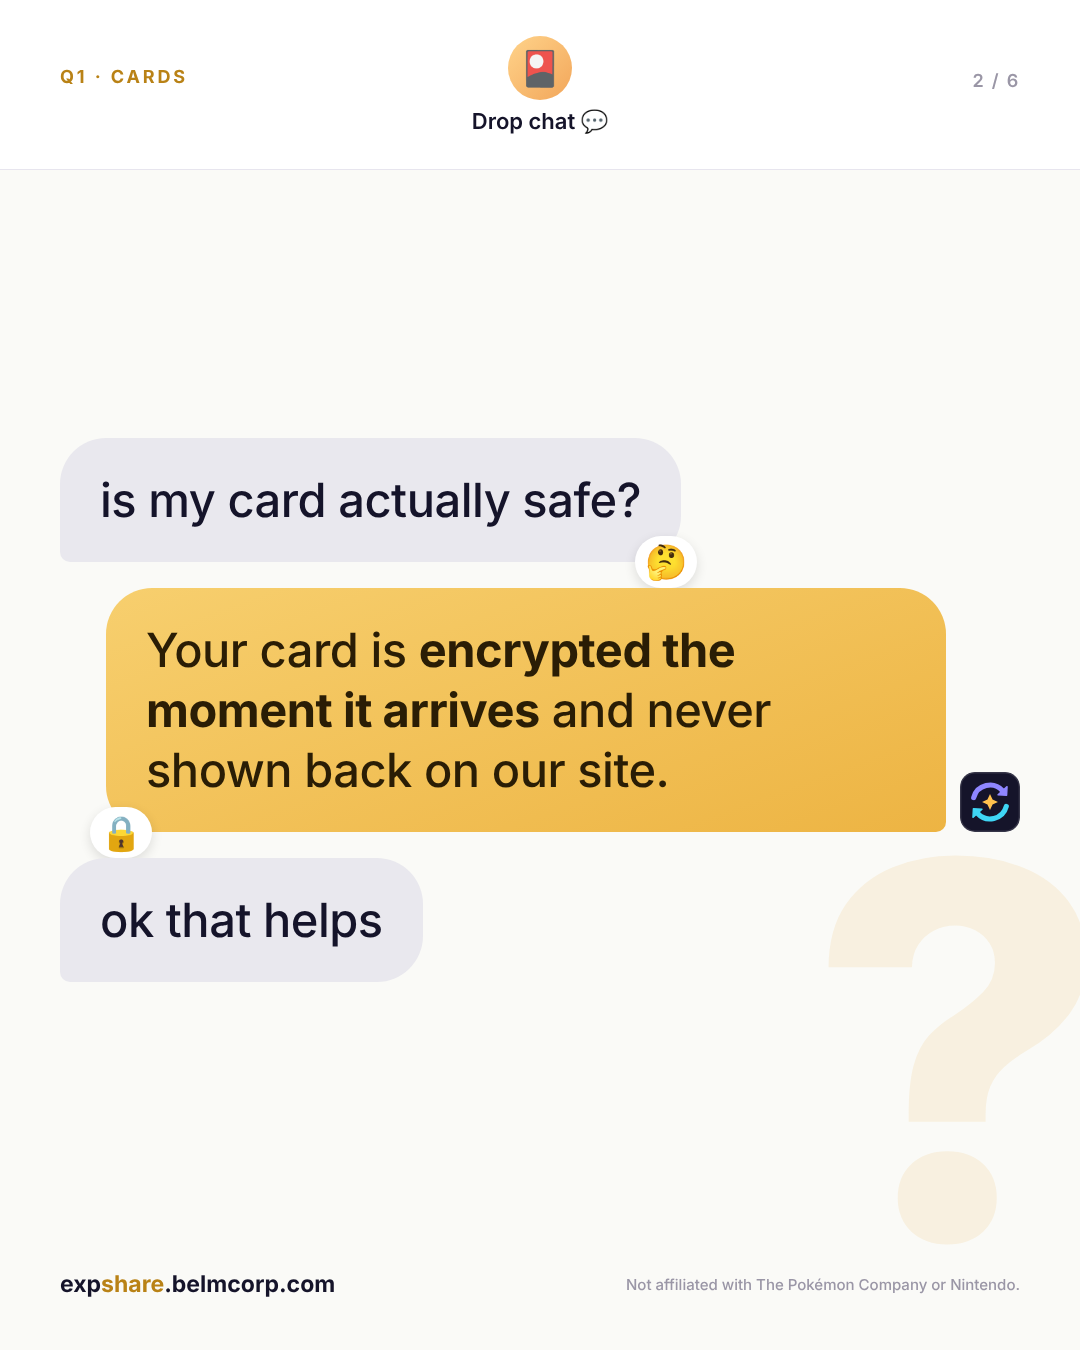 Q1 · CARDS
Drop chat 💬
2 / 6
is my card actually safe?
Your card is encrypted the
moment it arrives and never
shown back on our site.
ok that helps
?
expshare.belmcorp.com
Not affiliated with The Pokémon Company or Nintendo.